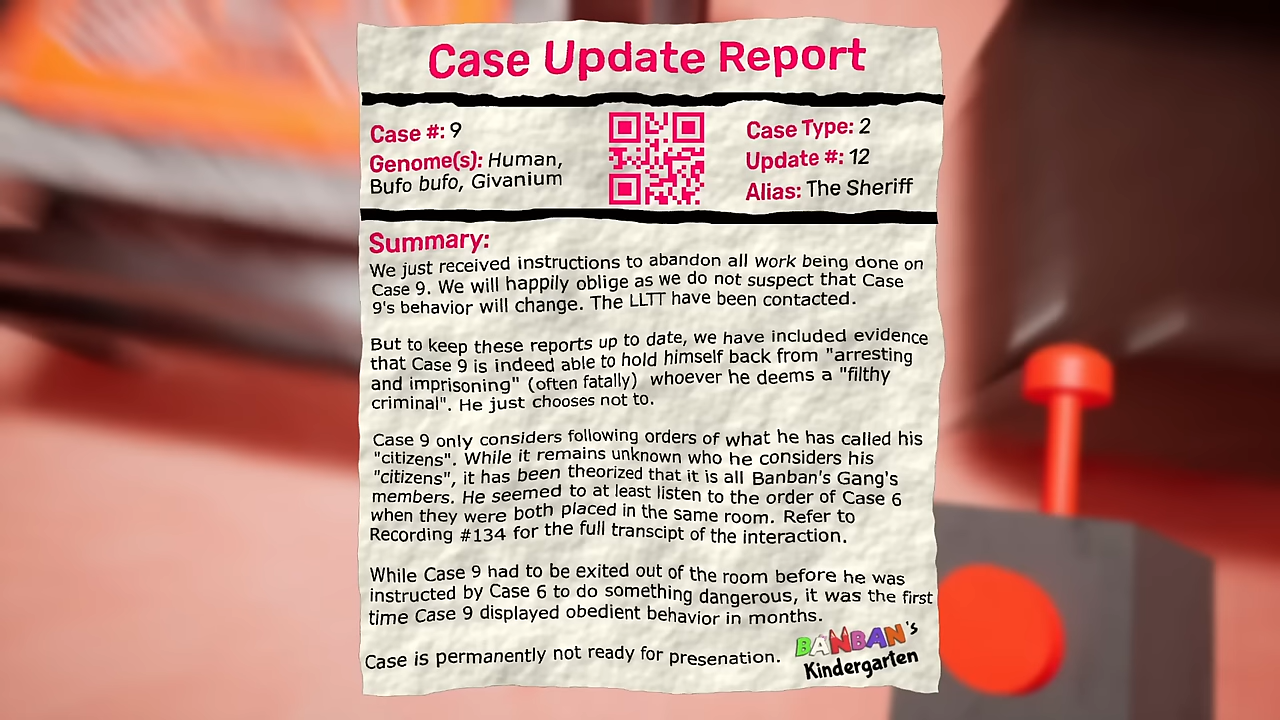 Case Update Report
Case #: 9
Genome(s): Human,
Bufo bufo, Givanium
Case Type: 2
Update #: 12
Alias: The Sheriff
Summary:
We just received instructions to abandon all work being done on
Case 9. We will happily oblige as we do not suspect that Case
9's behavior will change. The LLTT have been contacted.
But to keep these reports up to date, we have included evidence
that Case 9 is indeed able to hold himself back from "arresting
and imprisoning" (often fatally) whoever he deems a "filthy
criminal". He just chooses not to.
Case 9 only considers following orders of what he has called his
"citizens". While it remains unknown who he considers his
"citizens", it has been theorized that it is all Banban's Gang's
members. He seemed to at least listen to the order of Case 6
when they were both placed in the same room. Refer to
Recording #134 for the full transcipt of the interaction.
While Case 9 had to be exited out of the room before he was
instructed by Case 6 to do something dangerous, it was the first
time Case 9 displayed obedient behavior in months.
Case is permanently not ready for presenation.
BANBAN's
Kindergarten